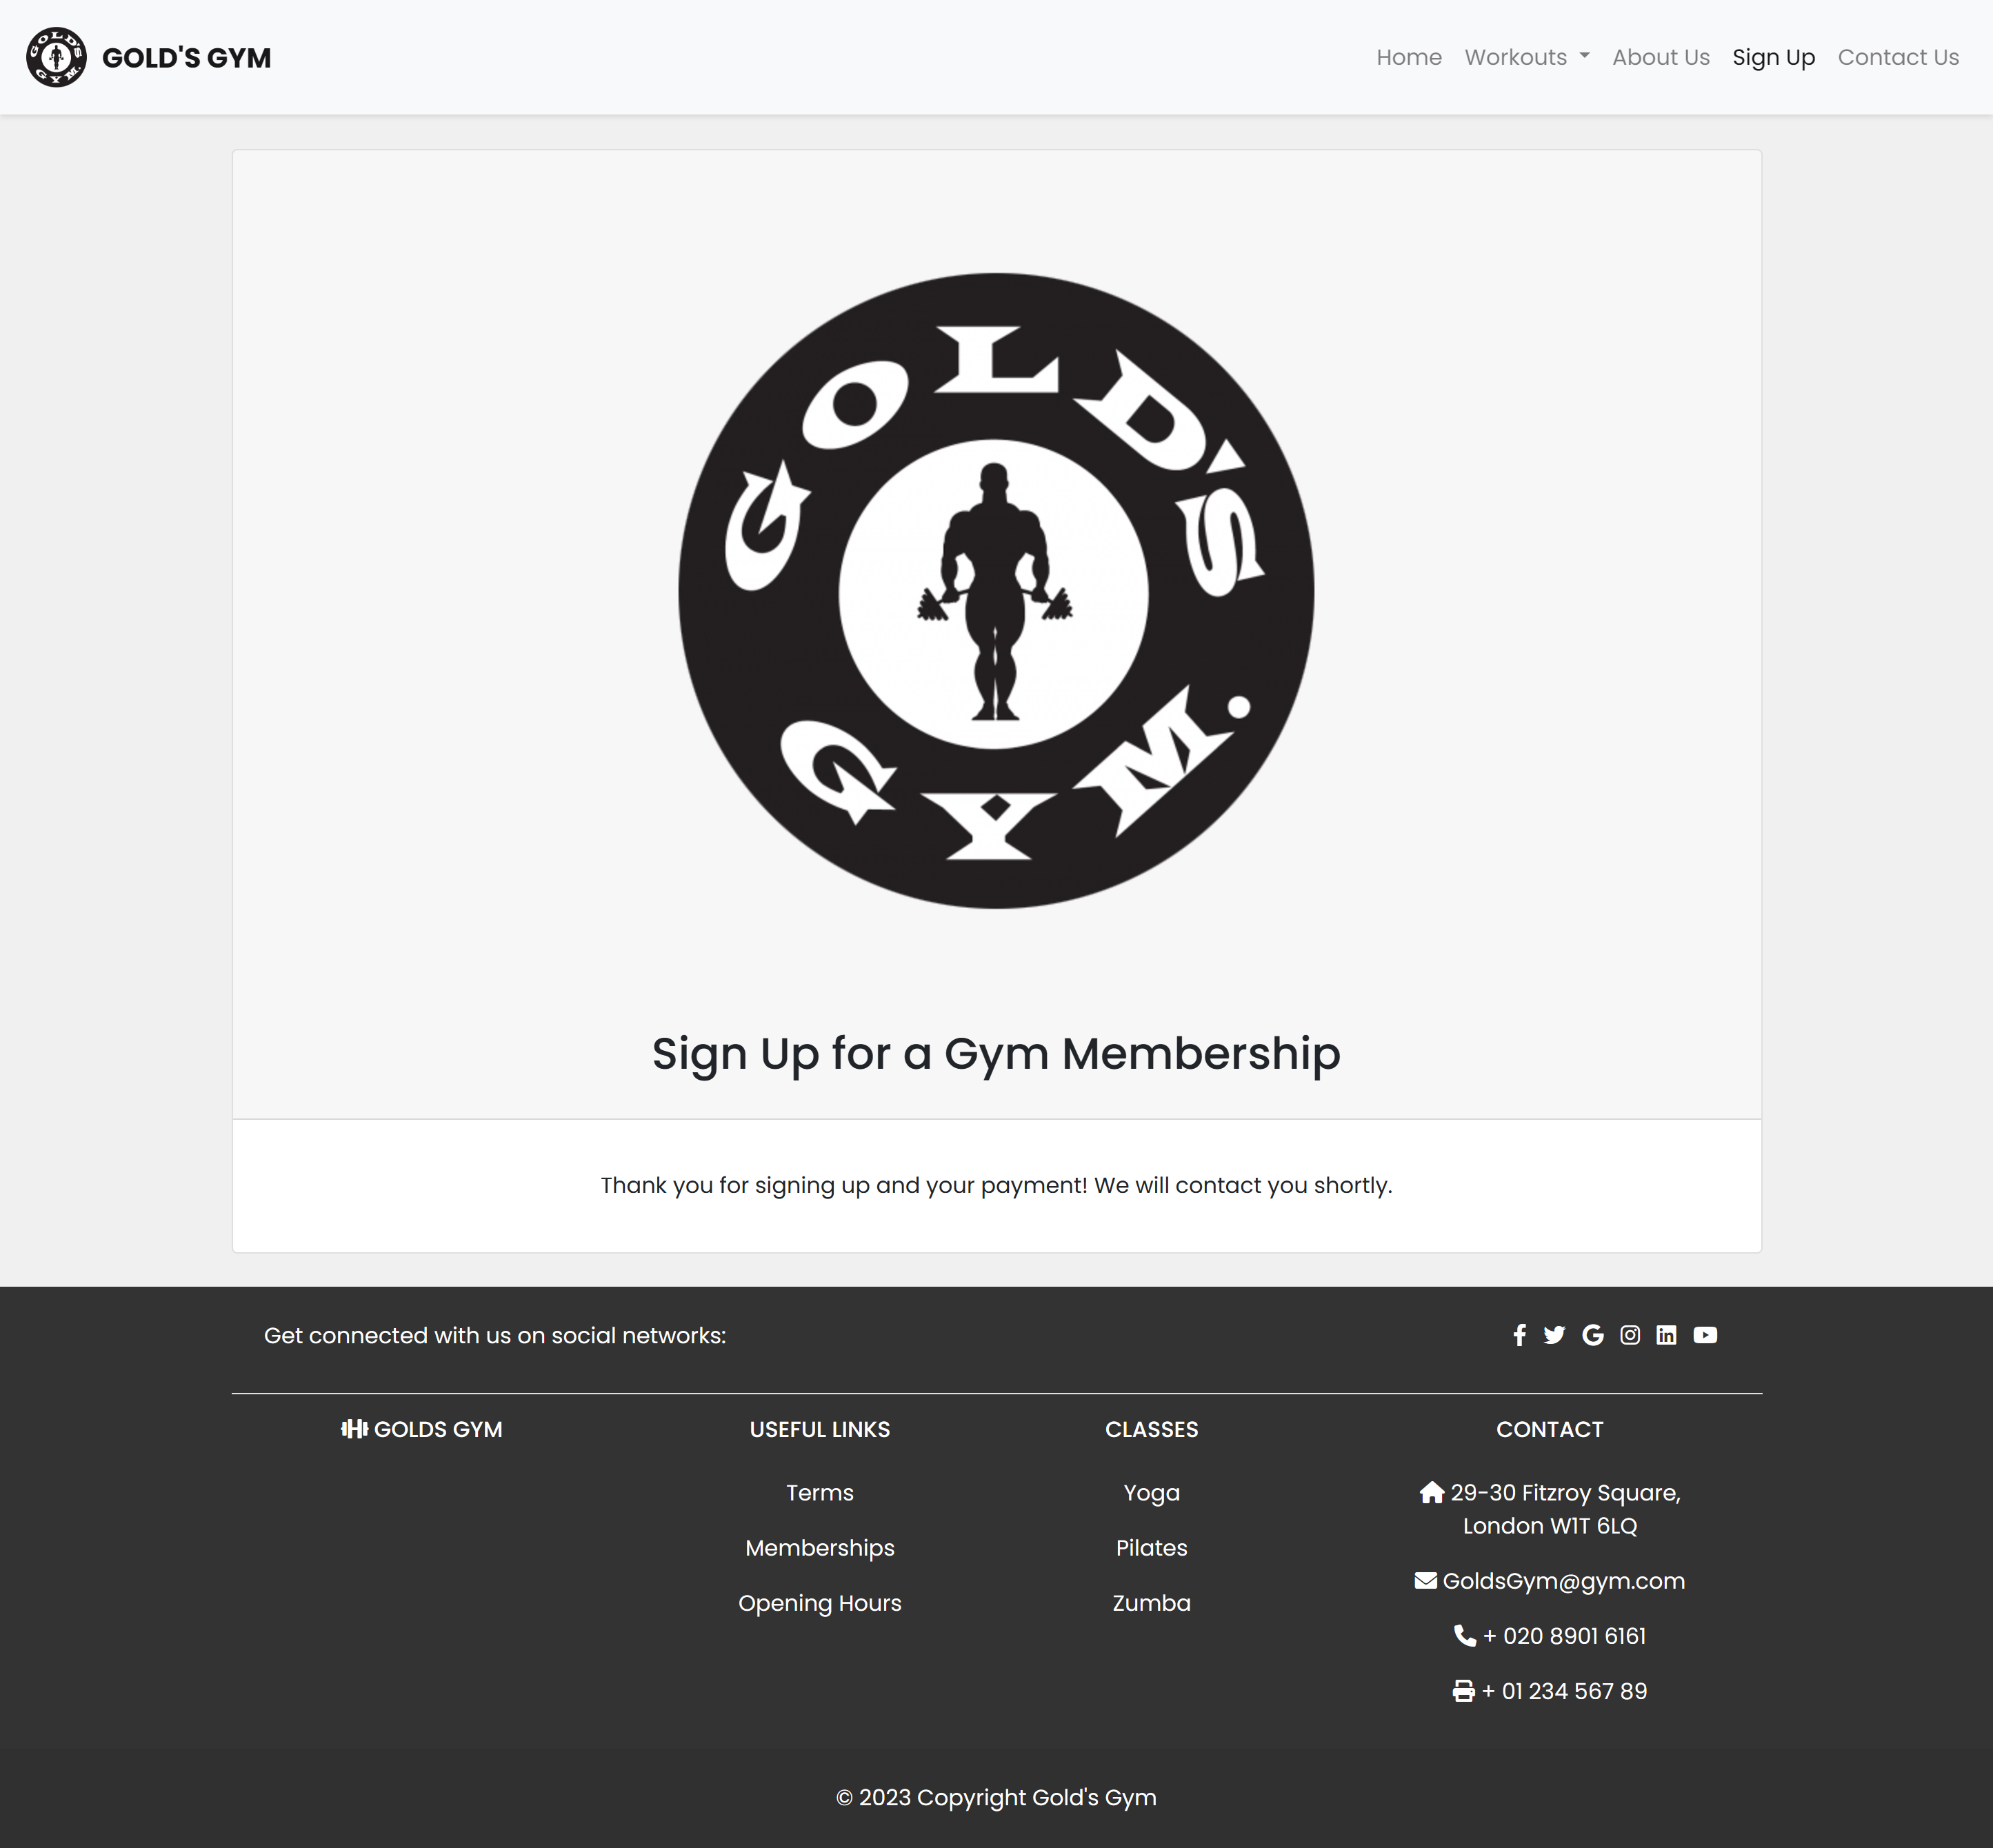 GOLD'S GYM.
GOLD'S GYM
Home Workouts About Us Sign Up Contact Us
GOLD'S
GYM.
Sign Up for a Gym Membership
Thank you for signing up and your payment! We will contact you shortly.
Get connected with us on social networks:
GOLDS GYM
USEFUL LINKS
Terms
Memberships
Opening Hours
CLASSES
Yoga
Pilates
Zumba
CONTACT
29-30 Fitzroy Square,
London W1T 6LQ
GoldsGym@gym.com
+ 020 8901 6161
+ 01 234 567 89
© 2023 Copyright Gold's Gym